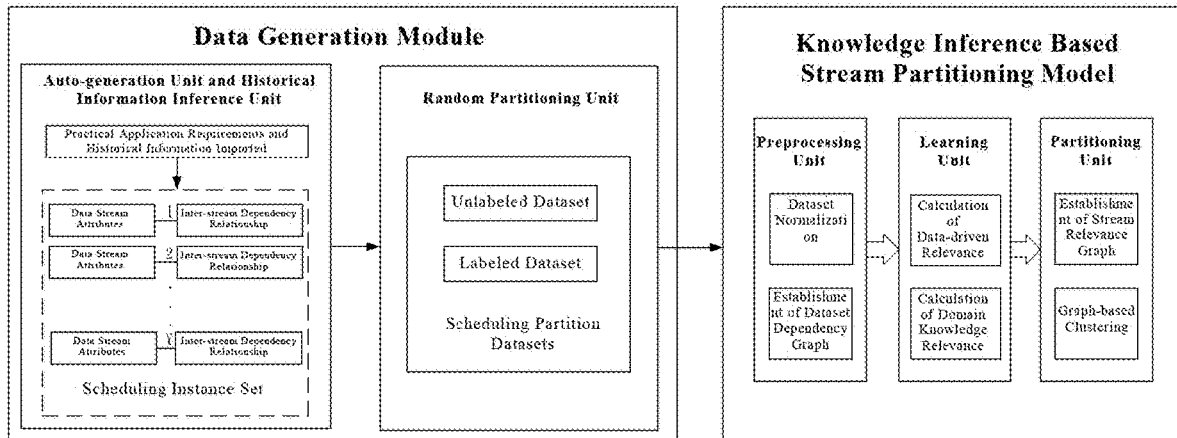 Data Generation Module
Auto-generation Unit and Historical
Information Inference Unit
Practical Application Requirements and
Historical Information Imported
Data Stream
Attributes
1
Inter-stream Dependency
Relationship
Data Stream
Attributes
2
Inter-stream Dependency
Relationship
Data Stream
Attributes
Y
Inter-stream Dependency
Relationship
Scheduling Instance Set
Random Partitioning Unit
Unlabeled Dataset
Labeled Dataset
Scheduling Partition
Datasets
Knowledge Inference Based
Stream Partitioning Model
Preprocessing
Unit
Dataset
Normalizati
on
Establishme
nt of Dataset
Dependency
Graph
Learning
Unit
Calculation
of
Data-driven
Relevance
Calculation
of Domain
Knowledge
Relevance
Partitioning
Unit
Establishme
nt of Stream
Relevance
Graph
Graph-based
Clustering